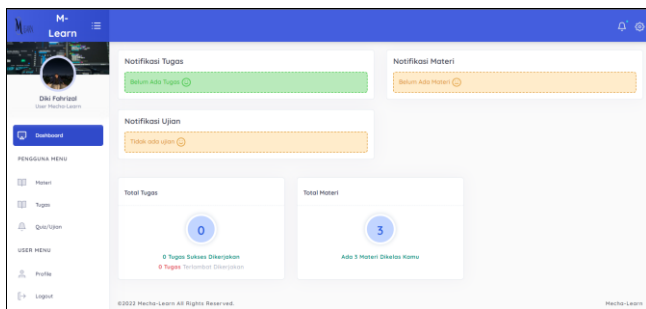 M-
Learn
Diki Fahrizal
User Mecha-Learn
Dashboard
PENGGUNA MENU
Materi
Tugas
Quiz/Ujian
USER MENU
Profile
Logout
Notifikasi Tugas
Belum Ada Tugas
Notifikasi Materi
Belum Ada Materi
Notifikasi Ujian
Tidak ada ujian
Total Tugas
0
0 Tugas Sukses Dikerjakan
0 Tugas Terlambat Dikerjakan
Total Materi
3
Ada 3 Materi Dikelas Kamu
©2022 Mecha-Learn All Rights Reserved.
Mecha-Learn